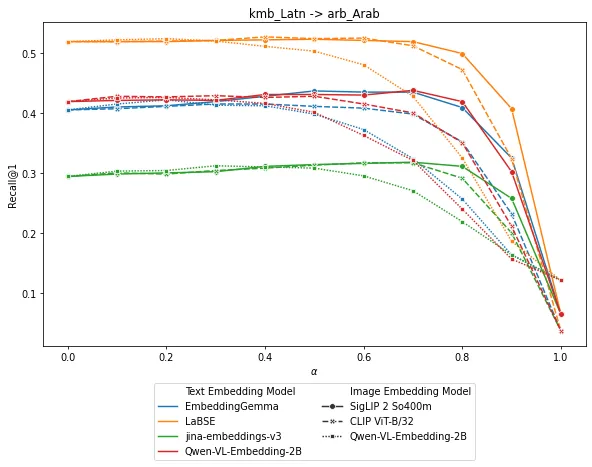 kmb_Latn -> arb_Arab
Recall@1
0.5
0.4
0.3
0.2
0.1
0.0 0.2 0.4 0.6 0.8 1.0
α
Text Embedding Model Image Embedding Model
EmbeddingGemma SigLIP 2 So400m
LaBSE CLIP ViT-B/32
jina-embeddings-v3 Qwen-VL-Embedding-2B
Qwen-VL-Embedding-2B